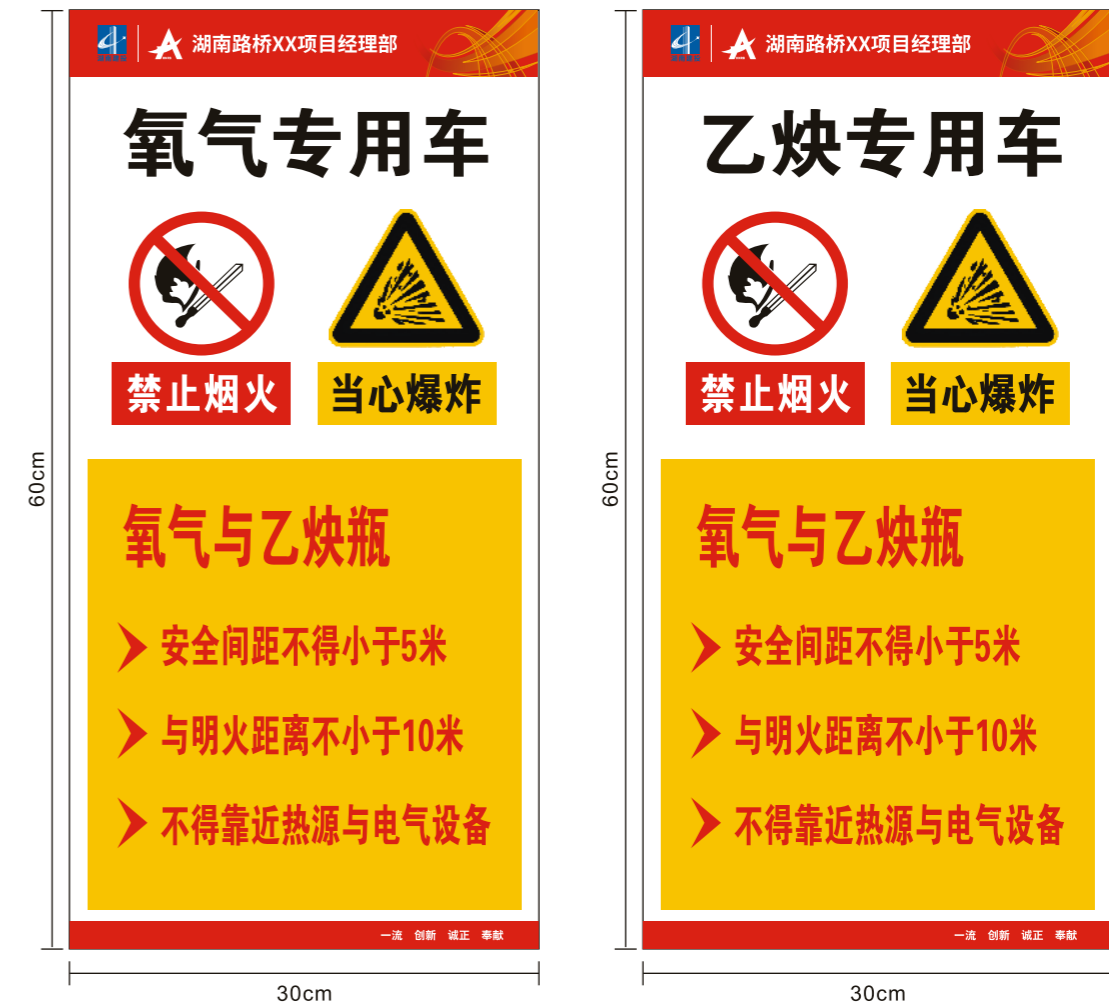 湖南路桥XX项目经理部
氧气专用车
禁止烟火
当心爆炸
氧气与乙炔瓶
安全间距不得小于5米
与明火距离不小于10米
不得靠近热源与电气设备
一流 创新 诚正 奉献
60cm
30cm
湖南路桥XX项目经理部
乙炔专用车
禁止烟火
当心爆炸
氧气与乙炔瓶
安全间距不得小于5米
与明火距离不小于10米
不得靠近热源与电气设备
一流 创新 诚正 奉献
60cm
30cm